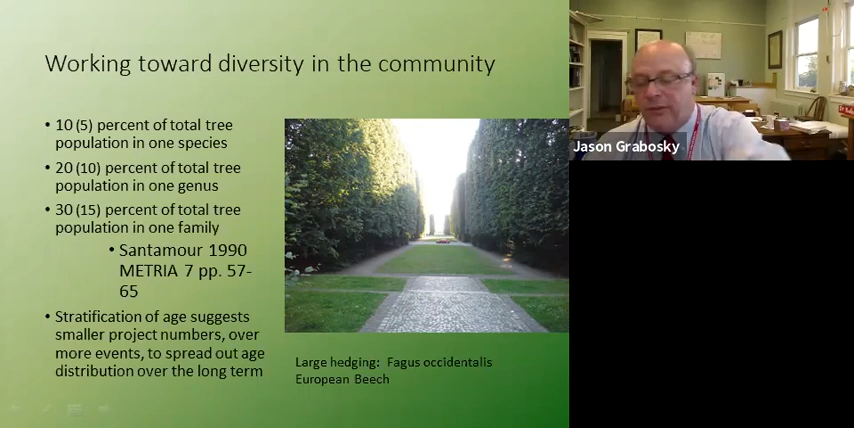 Working toward diversity in the community
• 10 (5) percent of total tree
population in one species
• 20 (10) percent of total tree
population in one genus
• 30 (15) percent of total tree
population in one family
• Santamour 1990
METRIA 7 pp. 57-
65
• Stratification of age suggests
smaller project numbers, over
more events, to spread out age
distribution over the long term
Large hedging: Fagus occidentalis
European Beech
Jason Grabosky